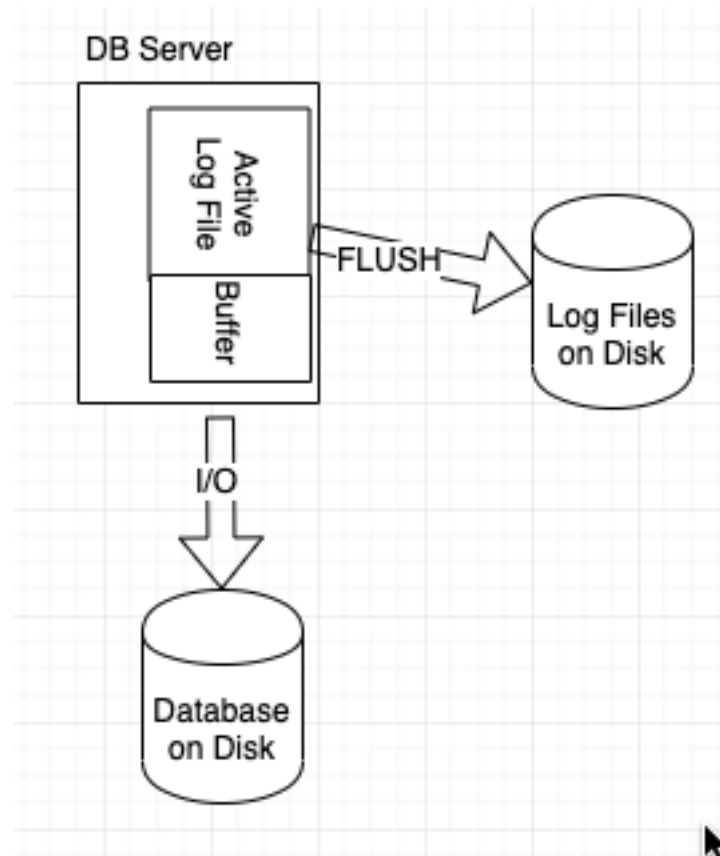 DB Server
Active
Log File
Buffer
FLUSH
Log Files
on Disk
I/O
Database
on Disk